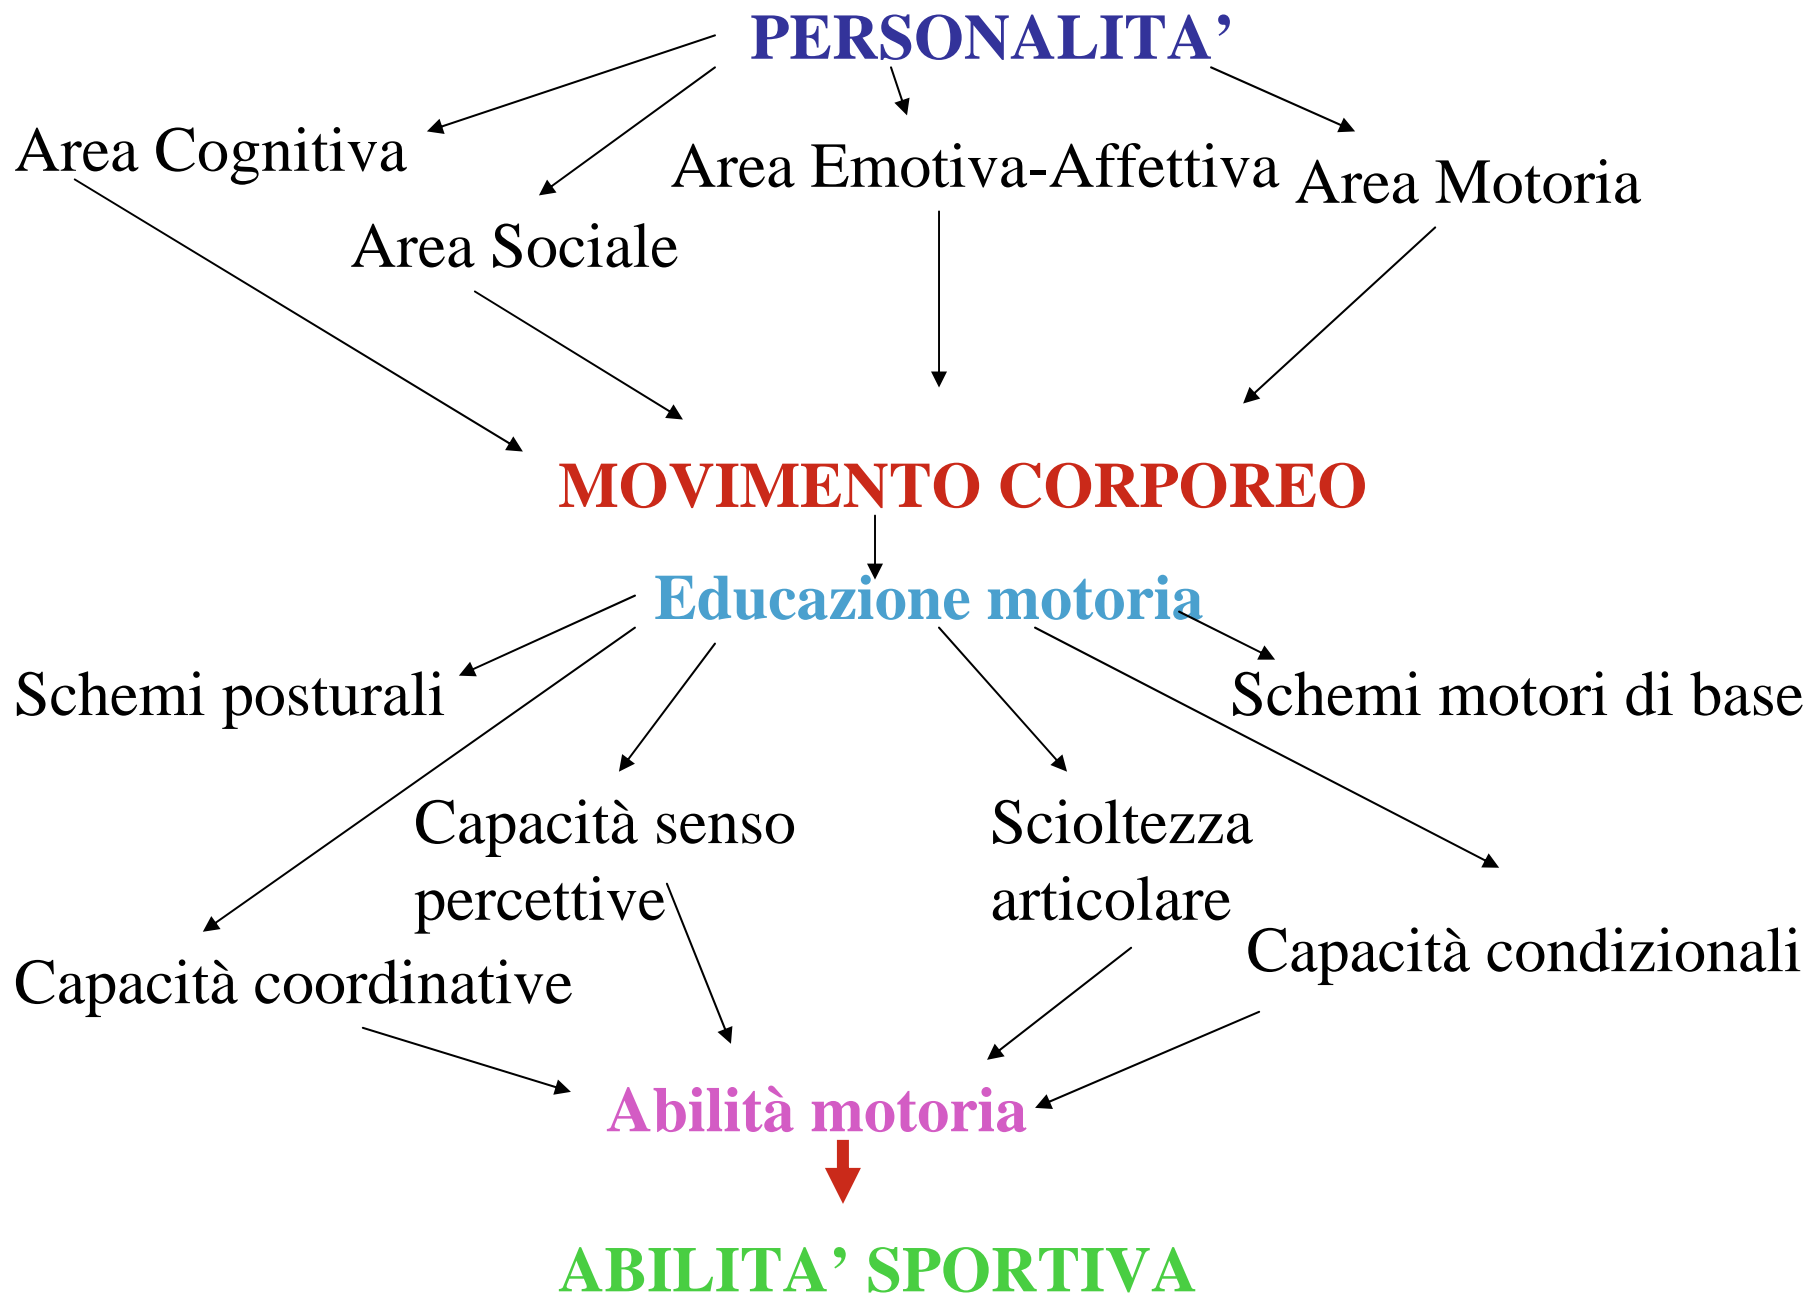 PERSONALITA’
Area Cognitiva
Area Emotiva-Affettiva
Area Motoria
Area Sociale
MOVIMENTO CORPOREO
Educazione motoria
Schemi posturali
Schemi motori di base
Capacità senso
percettive
Scioltezza
articolare
Capacità condizionali
Capacità coordinative
Abilità motoria
ABILITA’ SPORTIVA